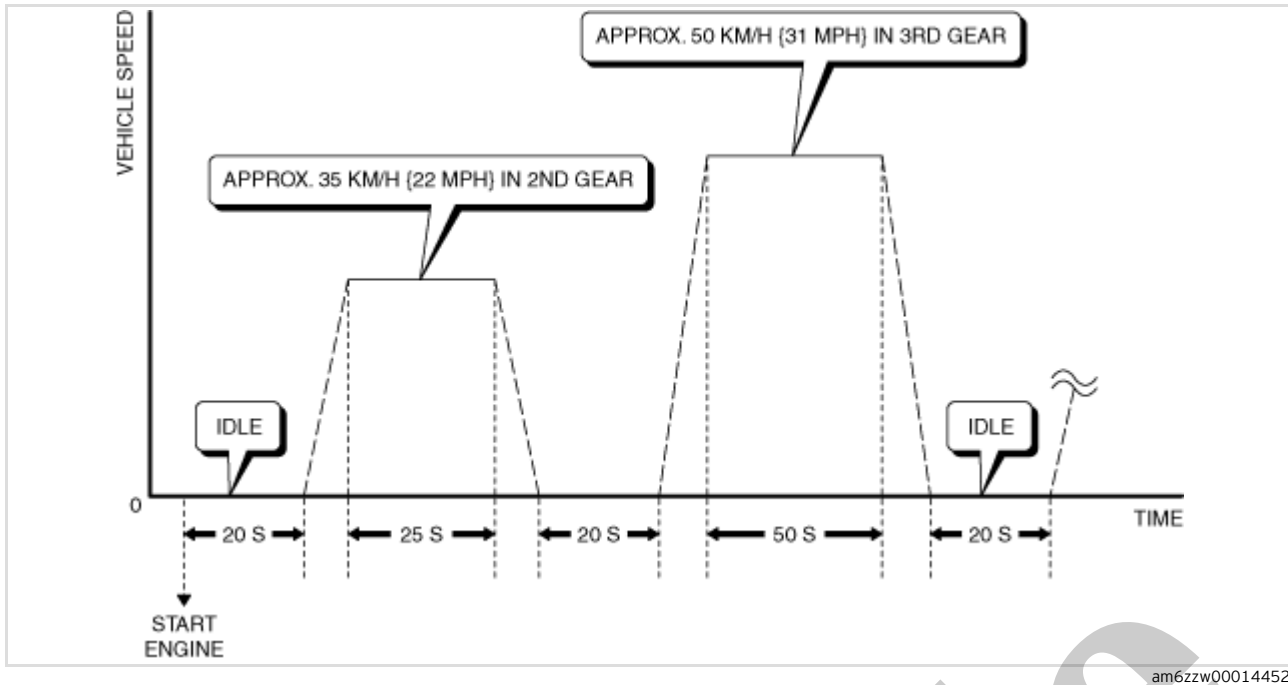 VEHICLE SPEED
APPROX. 50 KM/H {31 MPH} IN 3RD GEAR
APPROX. 35 KM/H {22 MPH} IN 2ND GEAR
IDLE
IDLE
0
20 S
25 S
20 S
50 S
20 S
TIME
START
ENGINE
am6zzw00014452